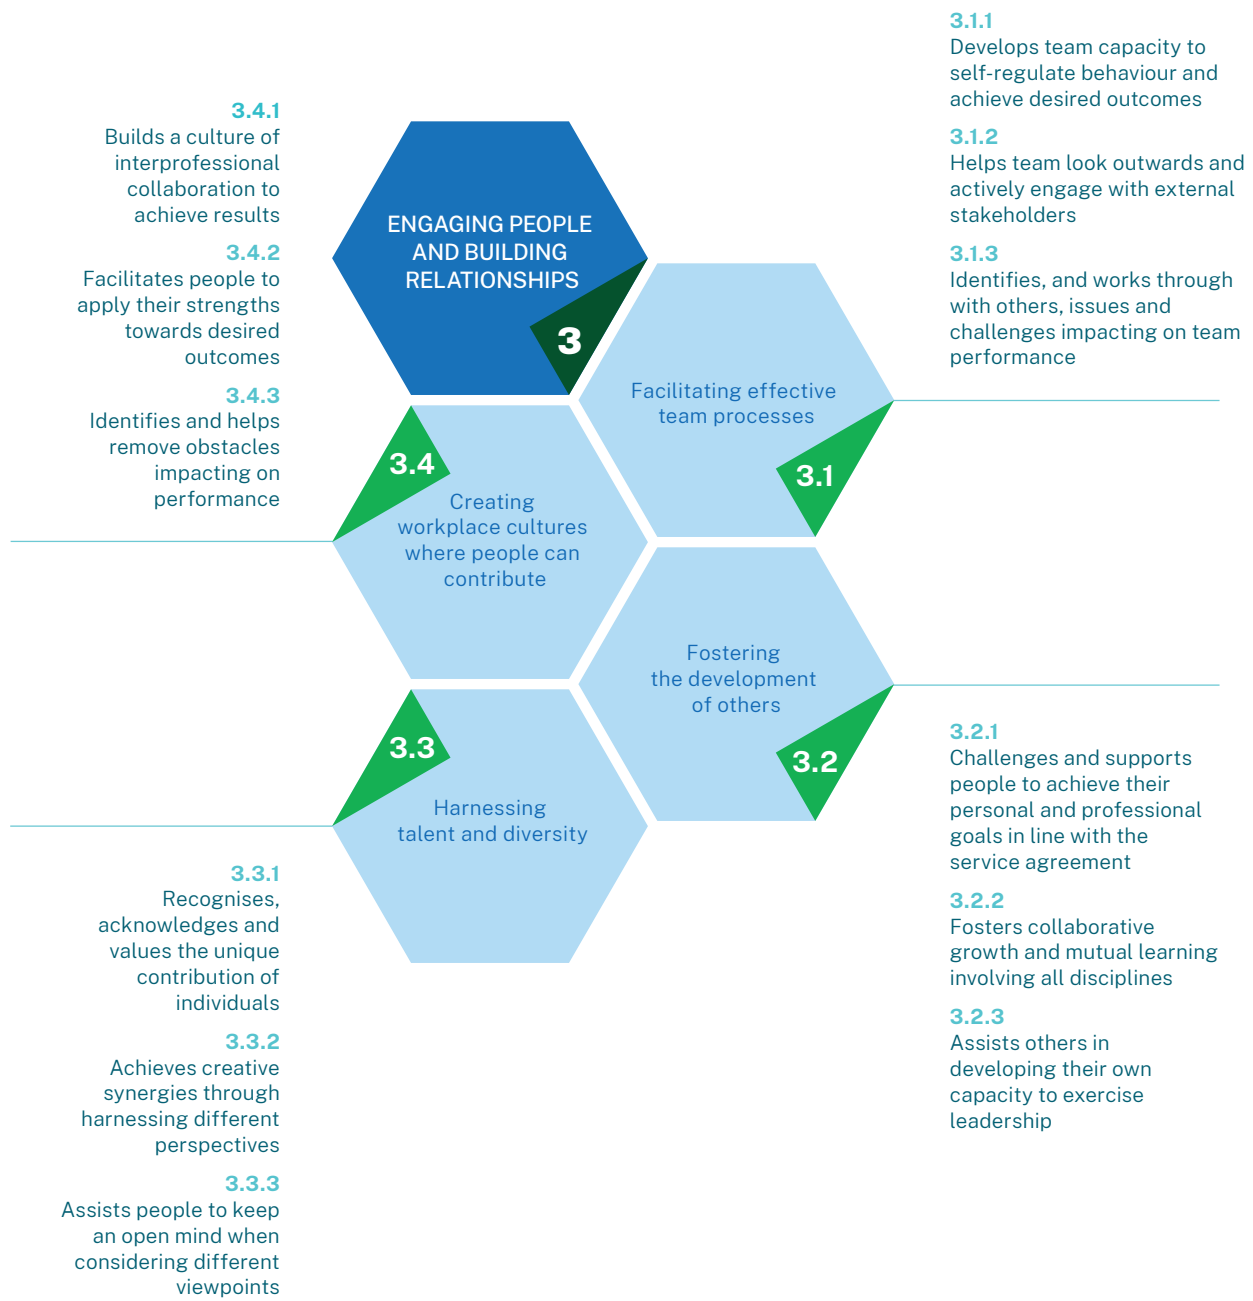 ENGAGING PEOPLE
AND BUILDING
RELATIONSHIPS
3
Facilitating effective
team processes
3.1
3.1.1
Develops team capacity to
self-regulate behaviour and
achieve desired outcomes
3.1.2
Helps team look outwards and
actively engage with external
stakeholders
3.1.3
Identifies, and works through
with others, issues and
challenges impacting on team
performance
Fostering
the development
of others
3.2
3.2.1
Challenges and supports
people to achieve their
personal and professional
goals in line with the
service agreement
3.2.2
Fosters collaborative
growth and mutual learning
involving all disciplines
3.2.3
Assists others in
developing their own
capacity to exercise
leadership
3.3
Harnessing
talent and diversity
3.3.1
Recognises,
acknowledges and
values the unique
contribution of
individuals
3.3.2
Achieves creative
synergies through
harnessing different
perspectives
3.3.3
Assists people to keep
an open mind when
considering different
viewpoints
3.4
Creating
workplace cultures
where people can
contribute
3.4.1
Builds a culture of
interprofessional
collaboration to
achieve results
3.4.2
Facilitates people to
apply their strengths
towards desired
outcomes
3.4.3
Identifies and helps
remove obstacles
impacting on
performance